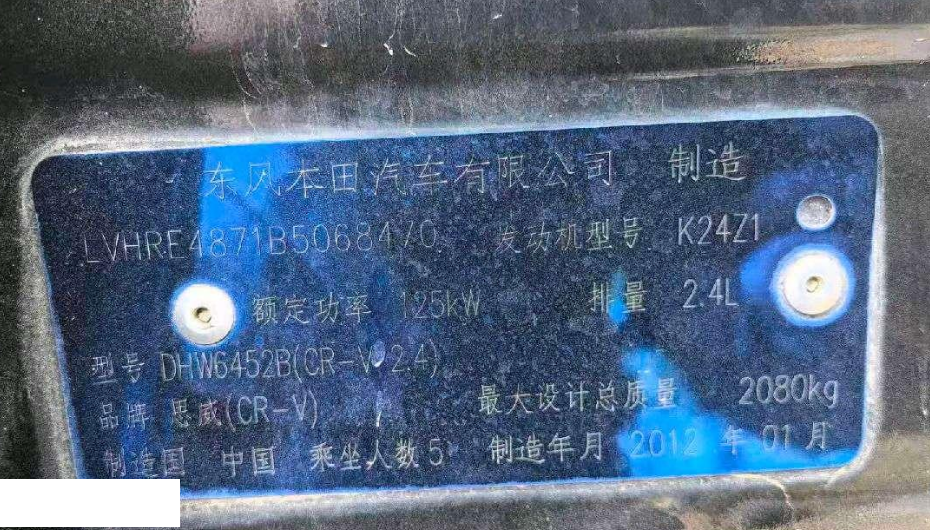 东风本田汽车有限公司 制造
LVHRE4871B5068470 发动机型号 K24Z1
额定功率 125kW 排量 2.4L
型号 DHW6452B(CR-V 2.4)
品牌 思威(CR-V) 最大设计总质量 2080kg
制造国 中国 乘坐人数5 制造年月 2012 年 01 月